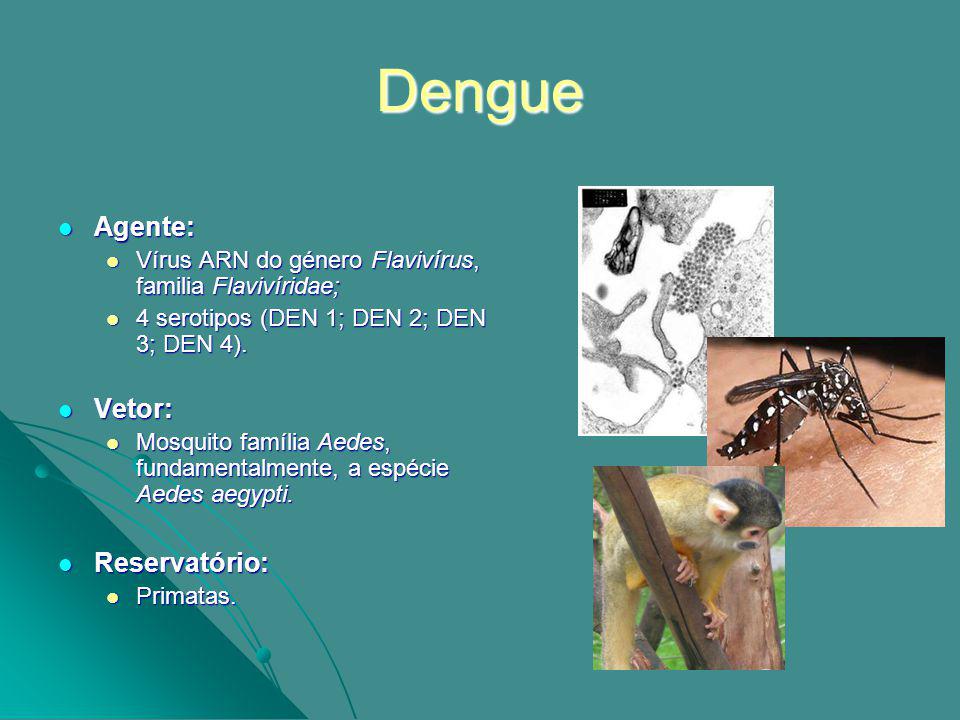 Dengue
Agente:
Vírus ARN do género Flavivírus,
familia Flavivíridae;
4 serotipos (DEN 1; DEN 2; DEN
3; DEN 4).
Vetor:
Mosquito família Aedes,
fundamentalmente, a espécie
Aedes aegypti.
Reservatório:
Primatas.